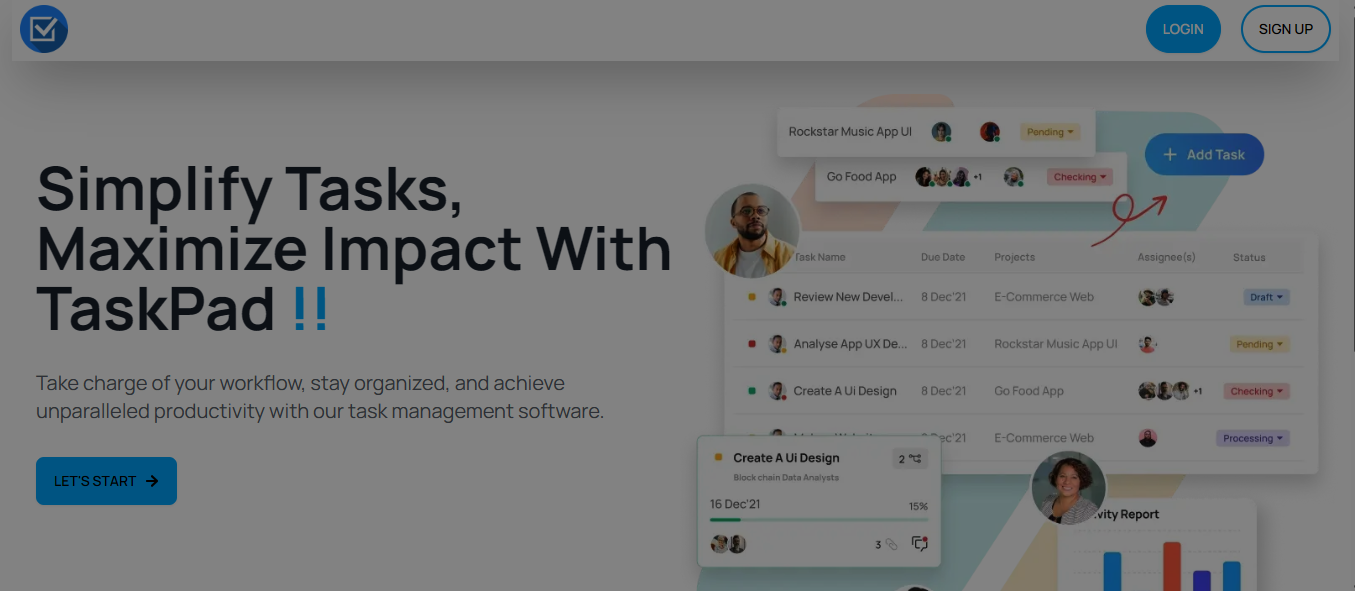 LOGIN
SIGN UP
Simplify Tasks,
Maximize Impact With
TaskPad !!
Take charge of your workflow, stay organized, and achieve
unparalleled productivity with our task management software.
LET'S START
Rockstar Music App UI Pending
Go Food App +1 Checking
Add Task
Task Name Due Date Projects Assignee(s) Status
Review New Devel... 8 Dec'21 E-Commerce Web Draft
Analyse App UX De... 8 Dec'21 Rockstar Music App UI Pending
Create A Ui Design 8 Dec'21 Go Food App +1 Checking
Dec'21 E-Commerce Web Processing
Create A Ui Design 2
Block chain Data Analysts
16 Dec'21 15%
3
vity Report